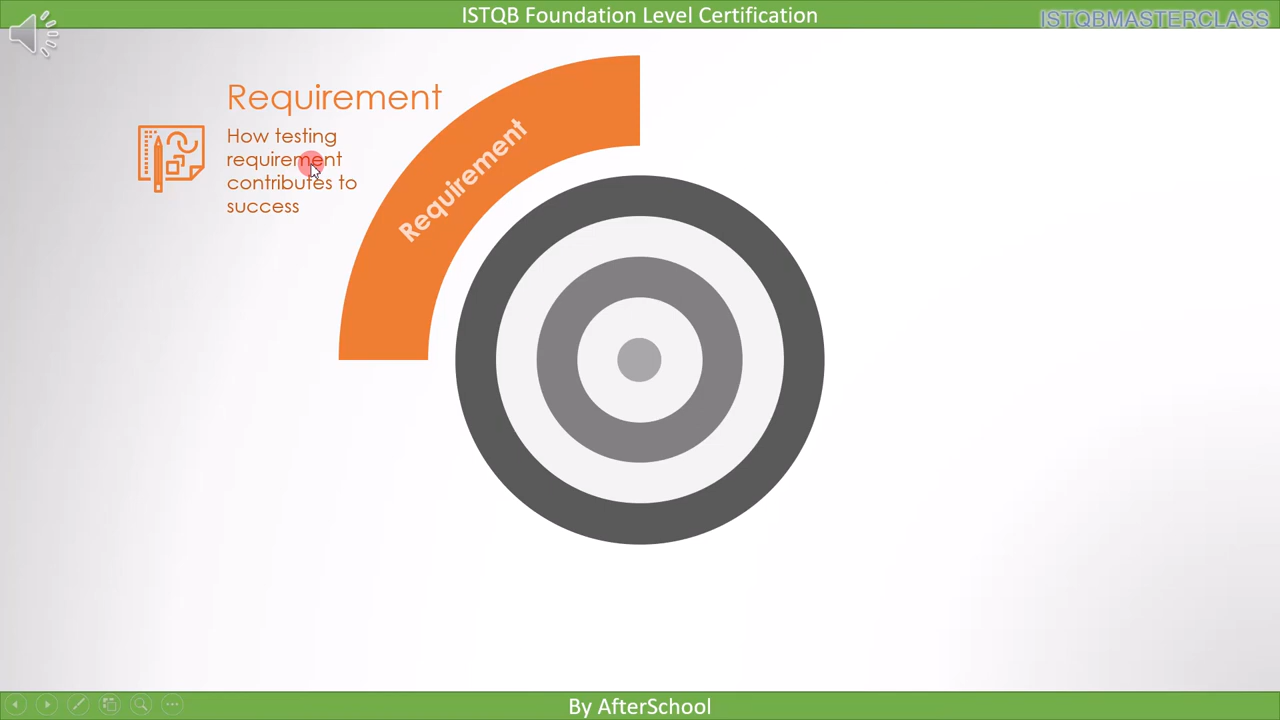 ISTQB Foundation Level Certification
ISTQBMASTERCLASS
Requirement
How testing
requirement
contributes to
success
Requirement
By AfterSchool